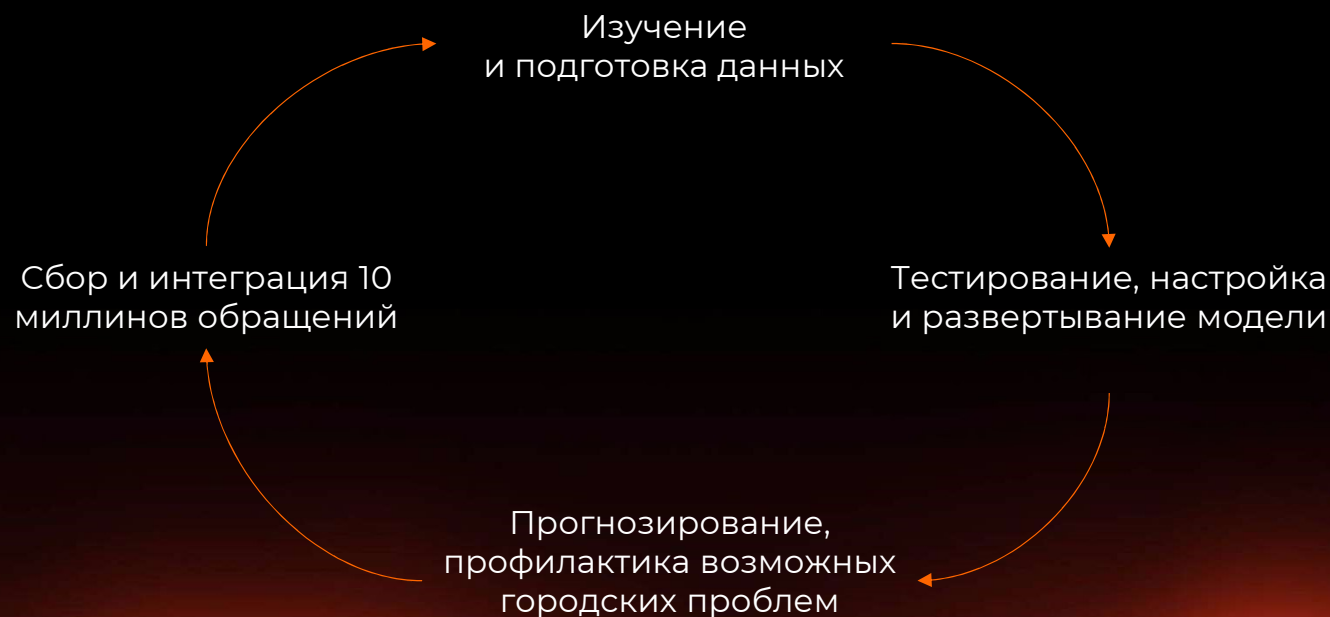 Изучение
и подготовка данных
Сбор и интеграция 10
миллинов обращений
Тестирование, настройка
и развертывание модели
Прогнозирование,
профилактика возможных
городских проблем